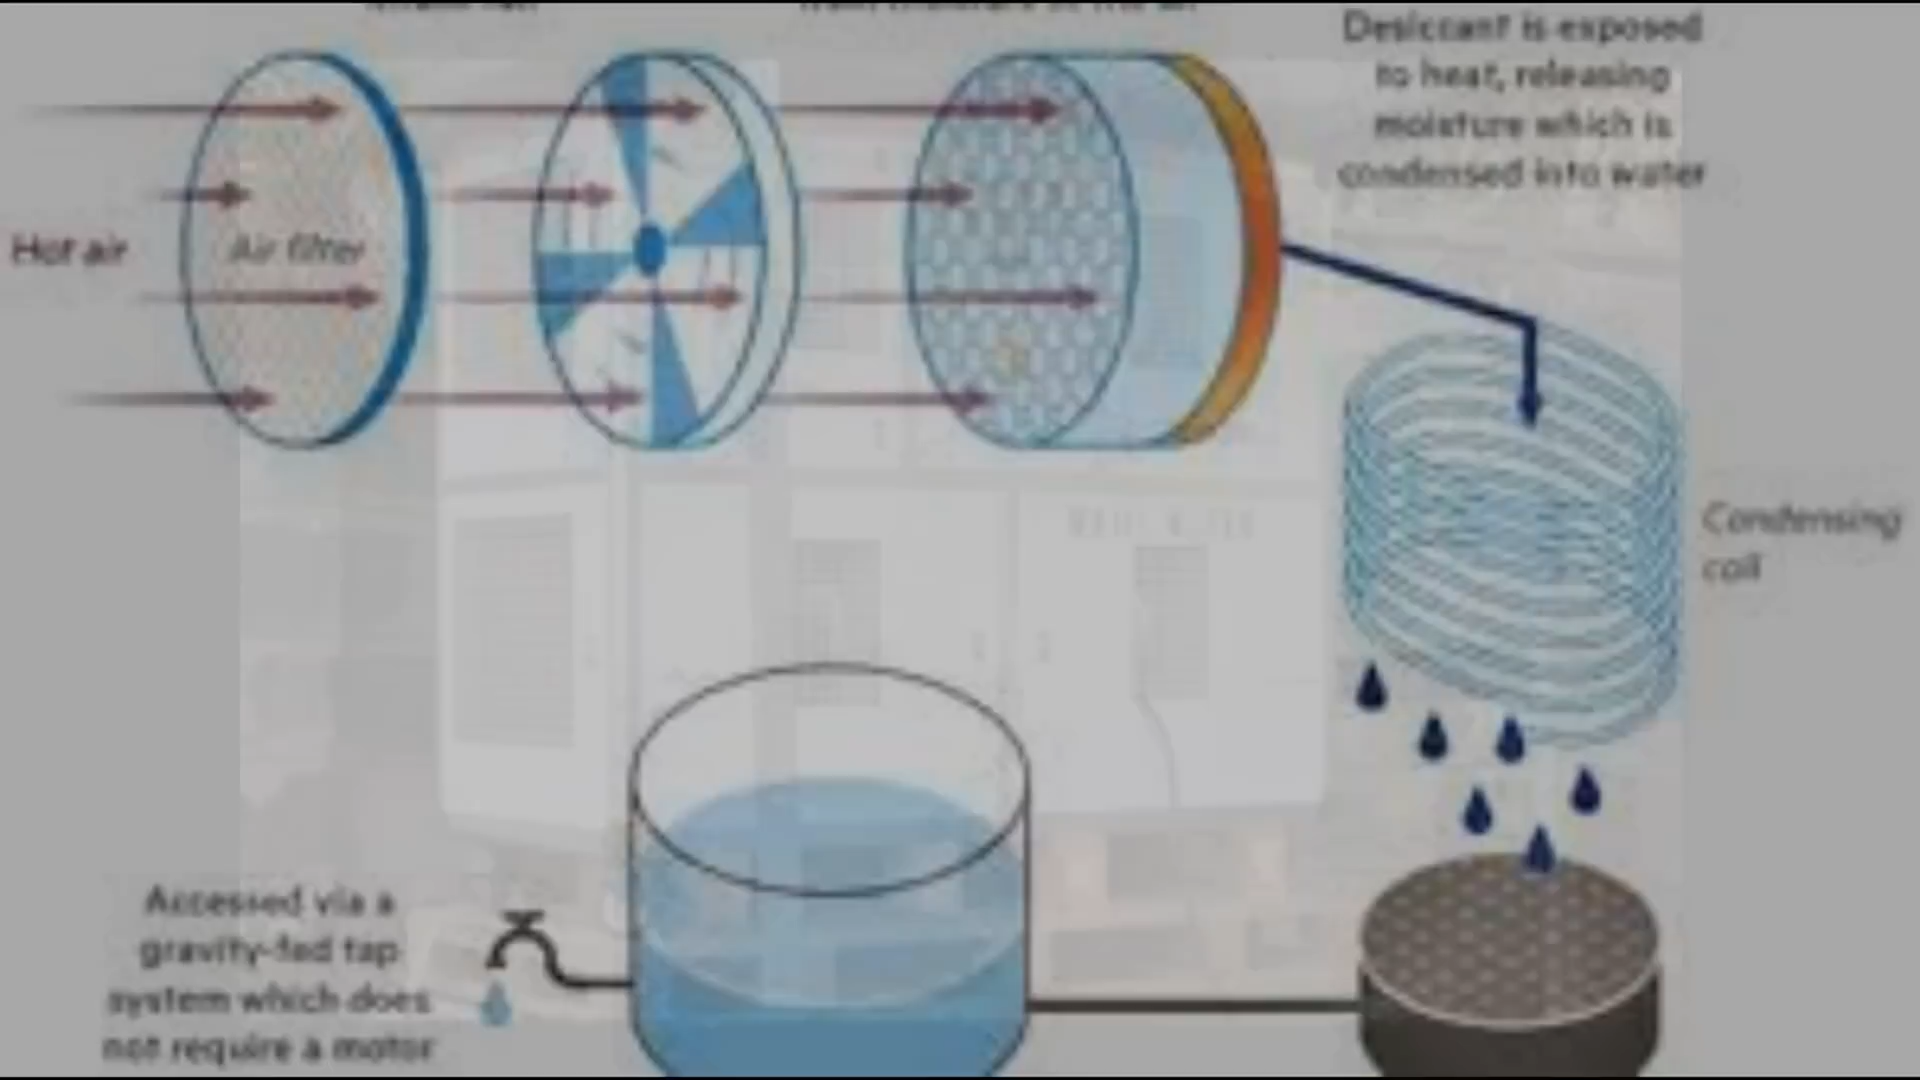 Desiccant is exposed
to heat, releasing
moisture which is
condensed into water
Hot air
Air filter
Condensing
coil
Accessed via a
gravity-fed tap
system which does
not require a motor